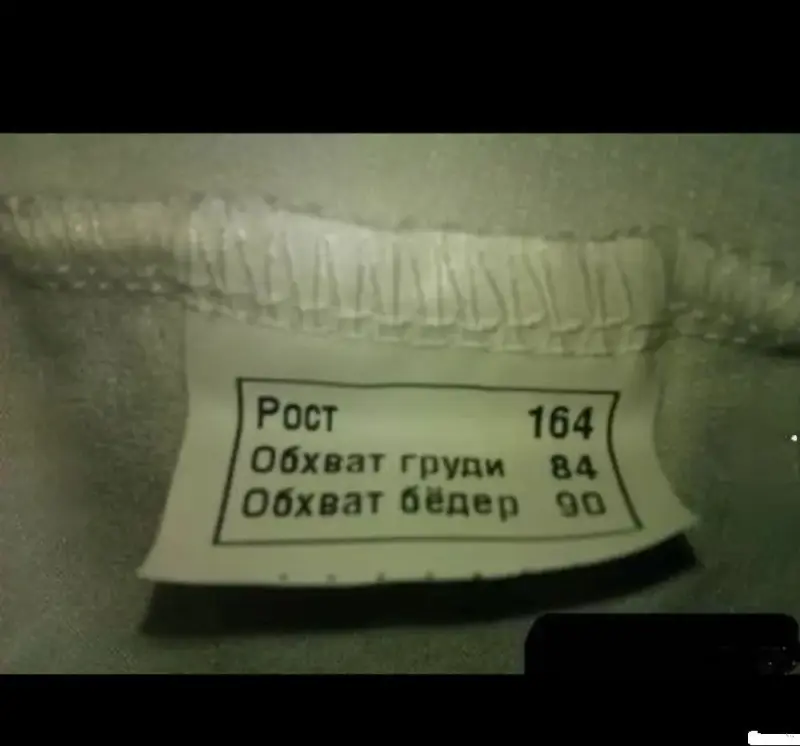 Рост 164
Обхват груди 84
Обхват бёдер 90